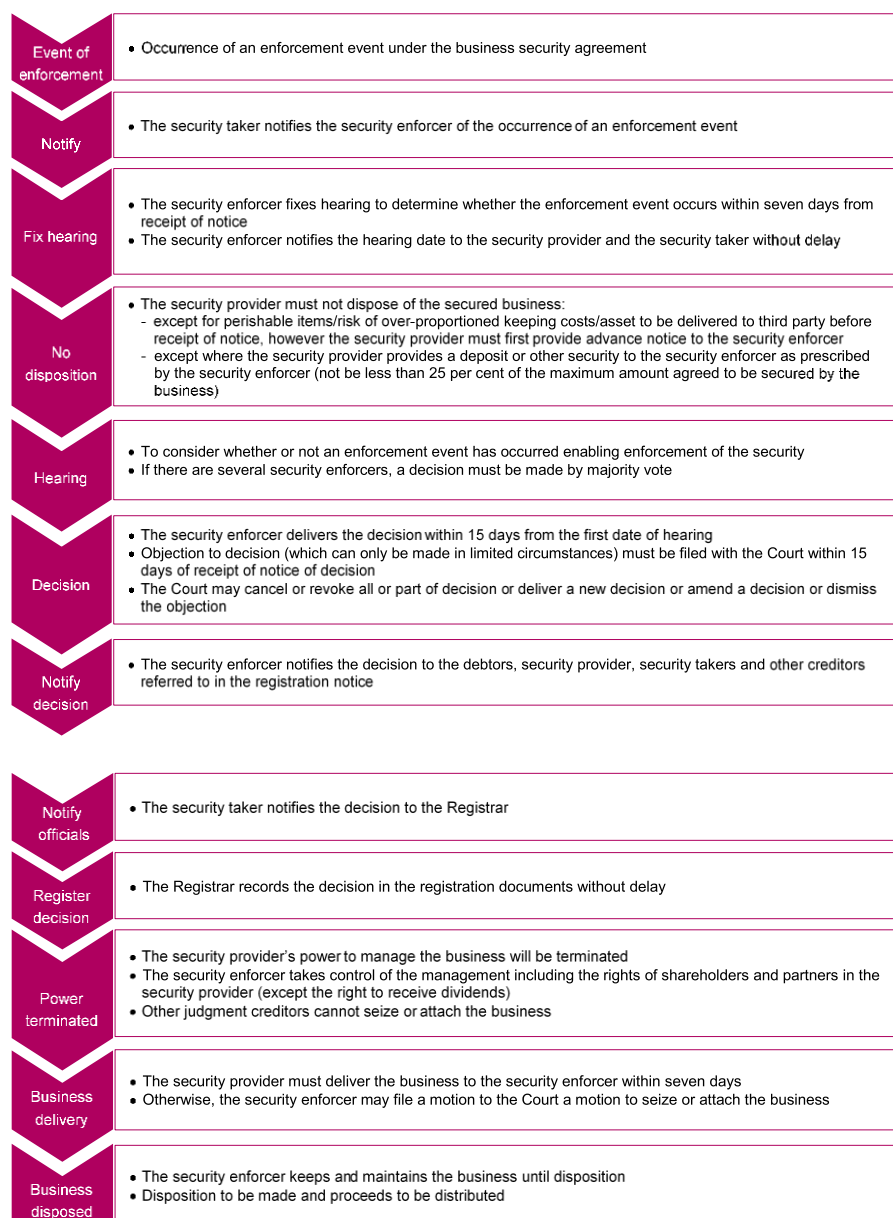 Event of
enforcement
• Occurrence of an enforcement event under the business security agreement
Notify
• The security taker notifies the security enforcer of the occurrence of an enforcement event
Fix hearing
• The security enforcer fixes hearing to determine whether the enforcement event occurs within seven days from
receipt of notice
• The security enforcer notifies the hearing date to the security provider and the security taker without delay
No
disposition
• The security provider must not dispose of the secured business:
- except for perishable items/risk of over-proportioned keeping costs/asset to be delivered to third party before
receipt of notice, however the security provider must first provide advance notice to the security enforcer
- except where the security provider provides a deposit or other security to the security enforcer as prescribed
by the security enforcer (not be less than 25 per cent of the maximum amount agreed to be secured by the
business)
Hearing
• To consider whether or not an enforcement event has occurred enabling enforcement of the security
• If there are several security enforcers, a decision must be made by majority vote
Decision
• The security enforcer delivers the decision within 15 days from the first date of hearing
• Objection to decision (which can only be made in limited circumstances) must be filed with the Court within 15
days of receipt of notice of decision
• The Court may cancel or revoke all or part of decision or deliver a new decision or amend a decision or dismiss
the objection
Notify
decision
• The security enforcer notifies the decision to the debtors, security provider, security takers and other creditors
referred to in the registration notice
Notify
officials
• The security taker notifies the decision to the Registrar
Register
decision
• The Registrar records the decision in the registration documents without delay
Power
terminated
• The security provider's power to manage the business will be terminated
• The security enforcer takes control of the management including the rights of shareholders and partners in the
security provider (except the right to receive dividends)
• Other judgment creditors cannot seize or attach the business
Business
delivery
• The security provider must deliver the business to the security enforcer within seven days
• Otherwise, the security enforcer may file a motion to the Court a motion to seize or attach the business
Business
disposed
• The security enforcer keeps and maintains the business until disposition
• Disposition to be made and proceeds to be distributed